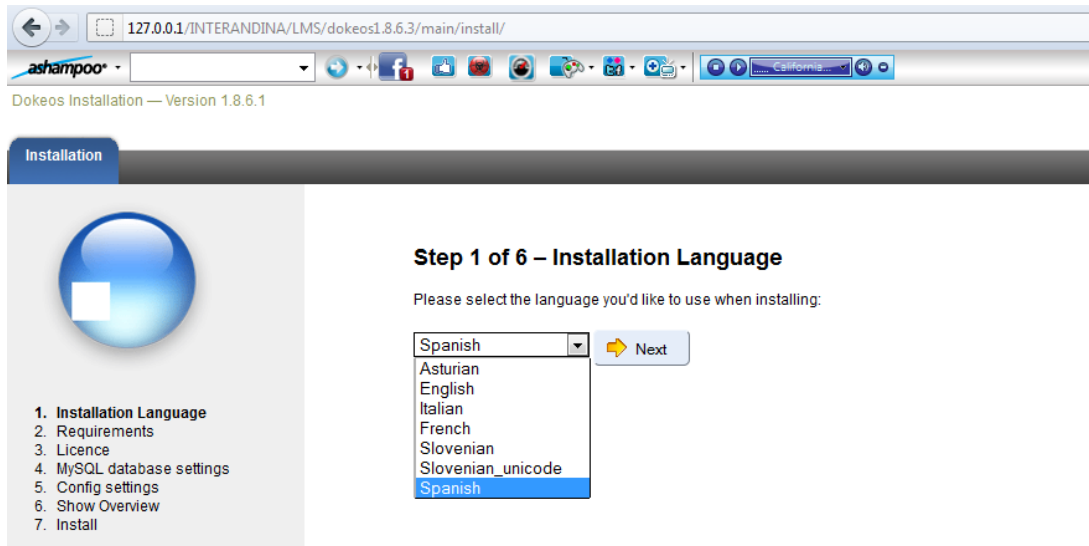 127.0.0.1/INTERANDINA/LMS/dokeos1.8.6.3/main/install/
ashampoo
1
California...
Dokeos Installation — Version 1.8.6.1
Installation
Step 1 of 6 – Installation Language
Please select the language you'd like to use when installing:
Spanish
Next
Asturian
English
Italian
French
Slovenian
Slovenian_unicode
Spanish
1. Installation Language
2. Requirements
3. Licence
4. MySQL database settings
5. Config settings
6. Show Overview
7. Install